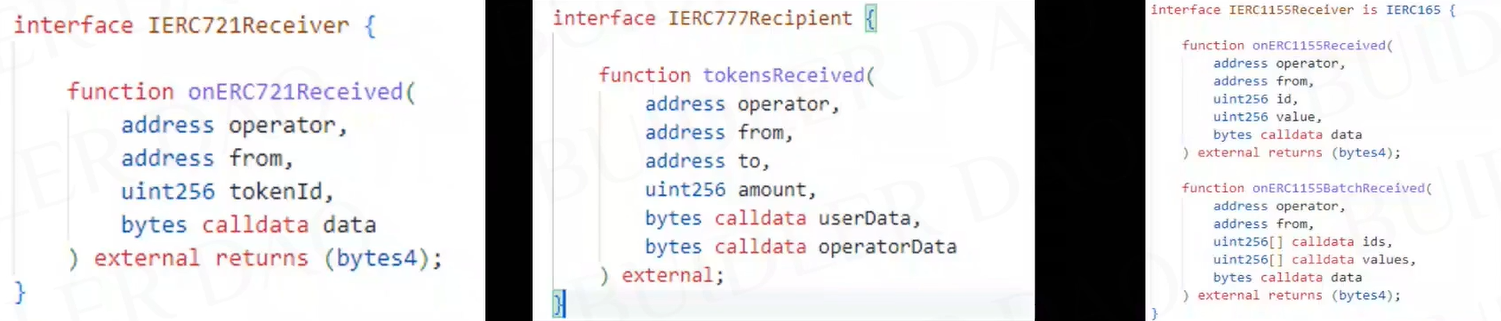 interface IERC721Receiver {
function onERC721Received(
address operator,
address from,
uint256 tokenId,
bytes calldata data
) external returns (bytes4);
}
interface IERC777Recipient {
function tokensReceived(
address operator,
address from,
address to,
uint256 amount,
bytes calldata userData,
bytes calldata operatorData
) external;
}
interface IERC1155Receiver is IERC165 {
function onERC1155Received(
address operator,
address from,
uint256 id,
uint256 value,
bytes calldata data
) external returns (bytes4);
function onERC1155BatchReceived(
address operator,
address from,
uint256[] calldata ids,
uint256[] calldata values,
bytes calldata data
) external returns (bytes4);
}